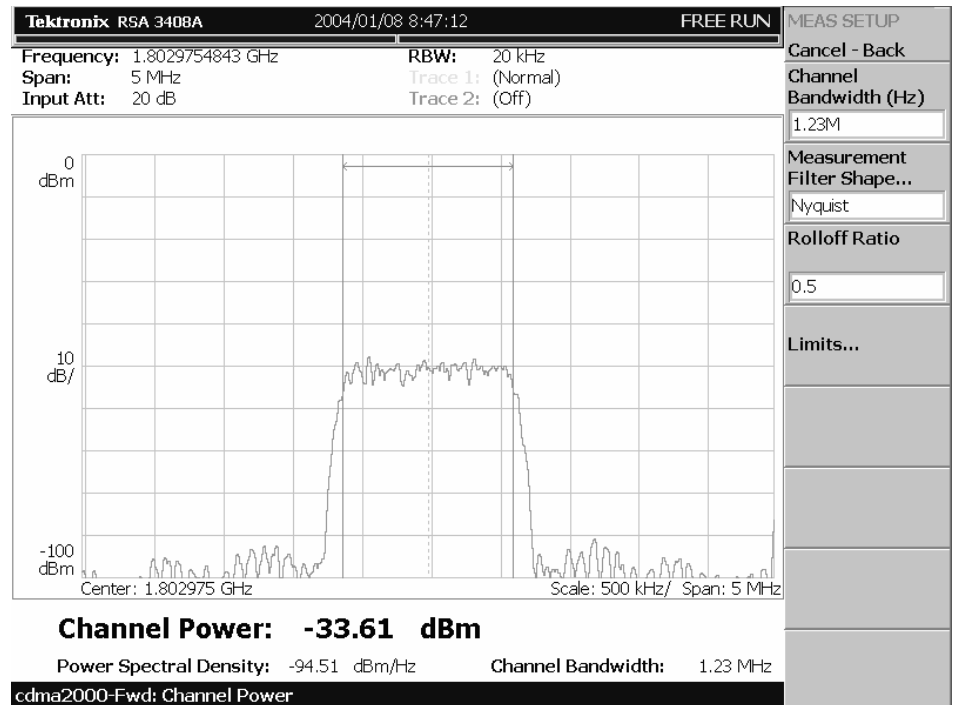 Tektronix RSA 3408A 2004/01/08 8:47:12 FREE RUN
Frequency: 1.8029754843 GHz RBW: 20 kHz
Span: 5 MHz Trace 1: (Normal)
Input Att: 20 dB Trace 2: (Off)
0
dBm
10
dB/
-100
dBm
Center: 1.802975 GHz Scale: 500 kHz/ Span: 5 MHz
Channel Power: -33.61 dBm
Power Spectral Density: -94.51 dBm/Hz Channel Bandwidth: 1.23 MHz
cdma2000-Fwd: Channel Power
MEAS SETUP
Cancel - Back
Channel
Bandwidth (Hz)
1.23M
Measurement
Filter Shape...
Nyquist
Rolloff Ratio
0.5
Limits...